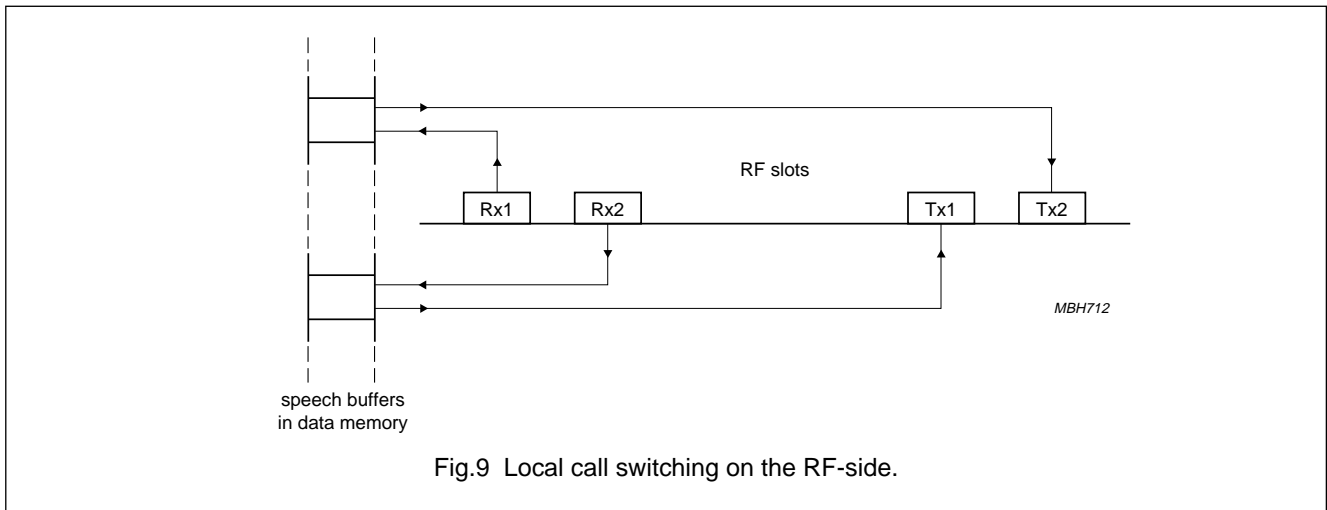 RF slots
Rx1
Rx2
Tx1
Tx2
MBH712
speech buffers
in data memory
Fig.9 Local call switching on the RF-side.